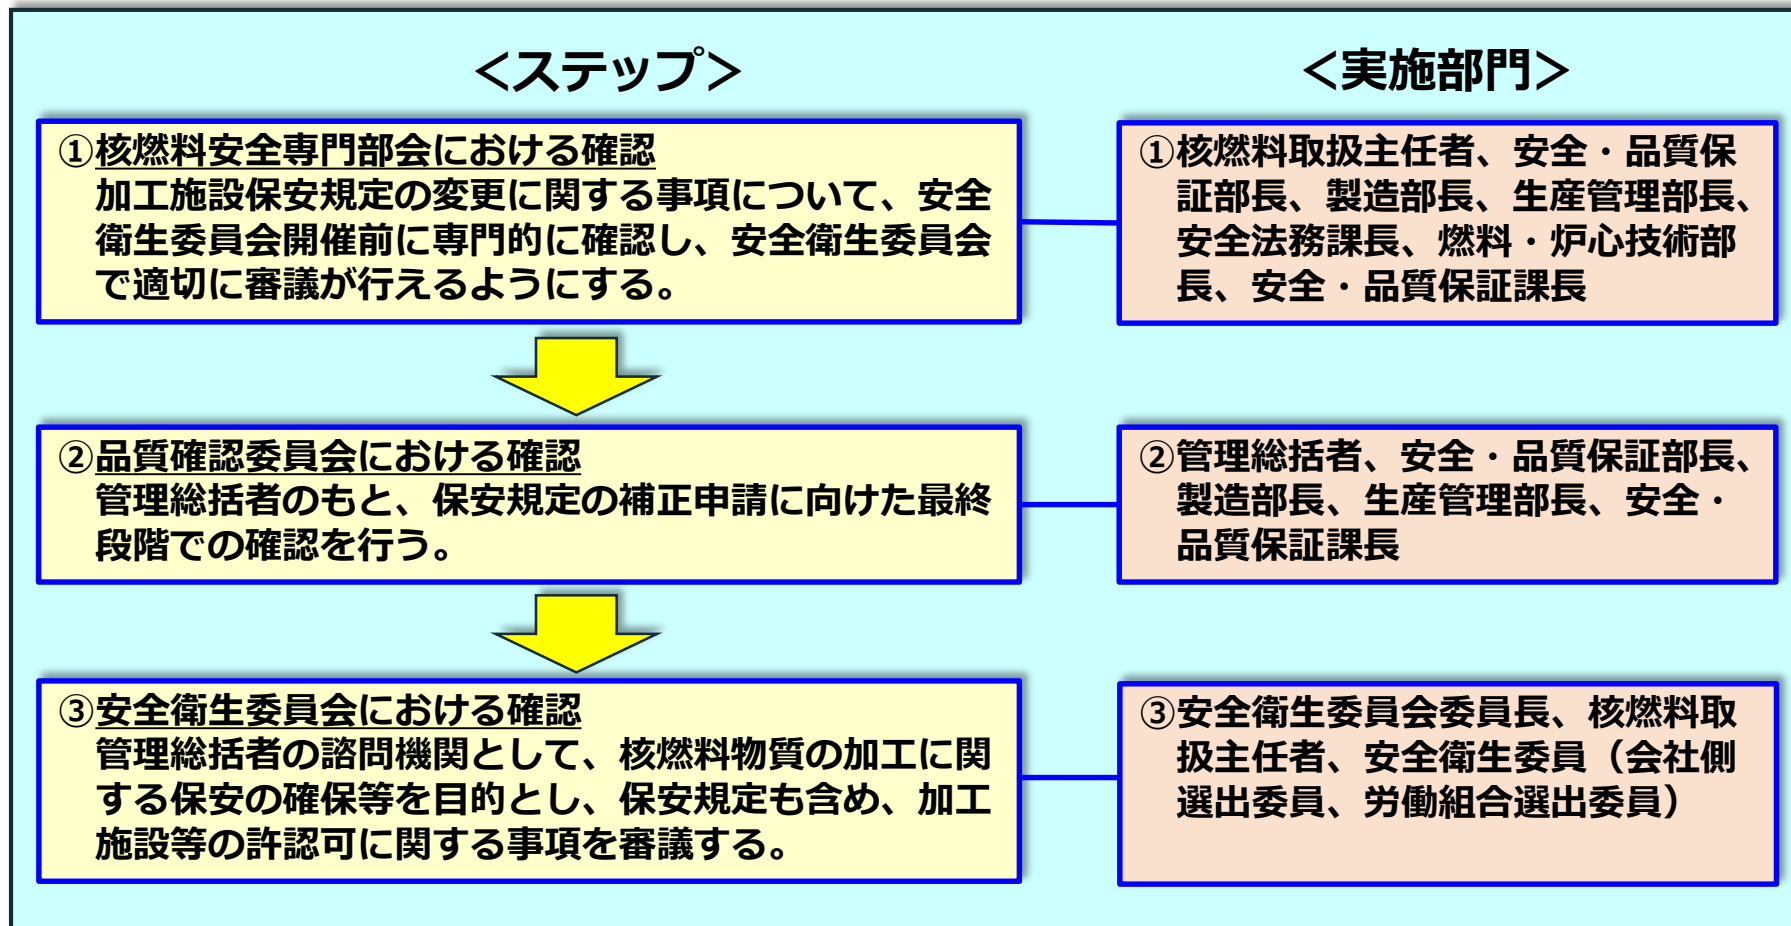 ＜ステップ＞
＜実施部門＞
①核燃料安全専門部会における確認
加工施設保安規定の変更に関する事項について、安全
衛生委員会開催前に専門的に確認し、安全衛生委員会
で適切に審議が行えるようにする。
①核燃料取扱主任者、安全・品質保
証部長、製造部長、生産管理部長、
安全法務課長、燃料・炉心技術部
長、安全・品質保証課長
②品質確認委員会における確認
管理総括者のもと、保安規定の補正申請に向けた最終
段階での確認を行う。
②管理総括者、安全・品質保証部長、
製造部長、生産管理部長、安全・
品質保証課長
③安全衛生委員会における確認
管理総括者の諮問機関として、核燃料物質の加工に関
する保安の確保等を目的とし、保安規定も含め、加工
施設等の許認可に関する事項を審議する。
③安全衛生委員会委員長、核燃料取
扱主任者、安全衛生委員（会社側
選出委員、労働組合選出委員）